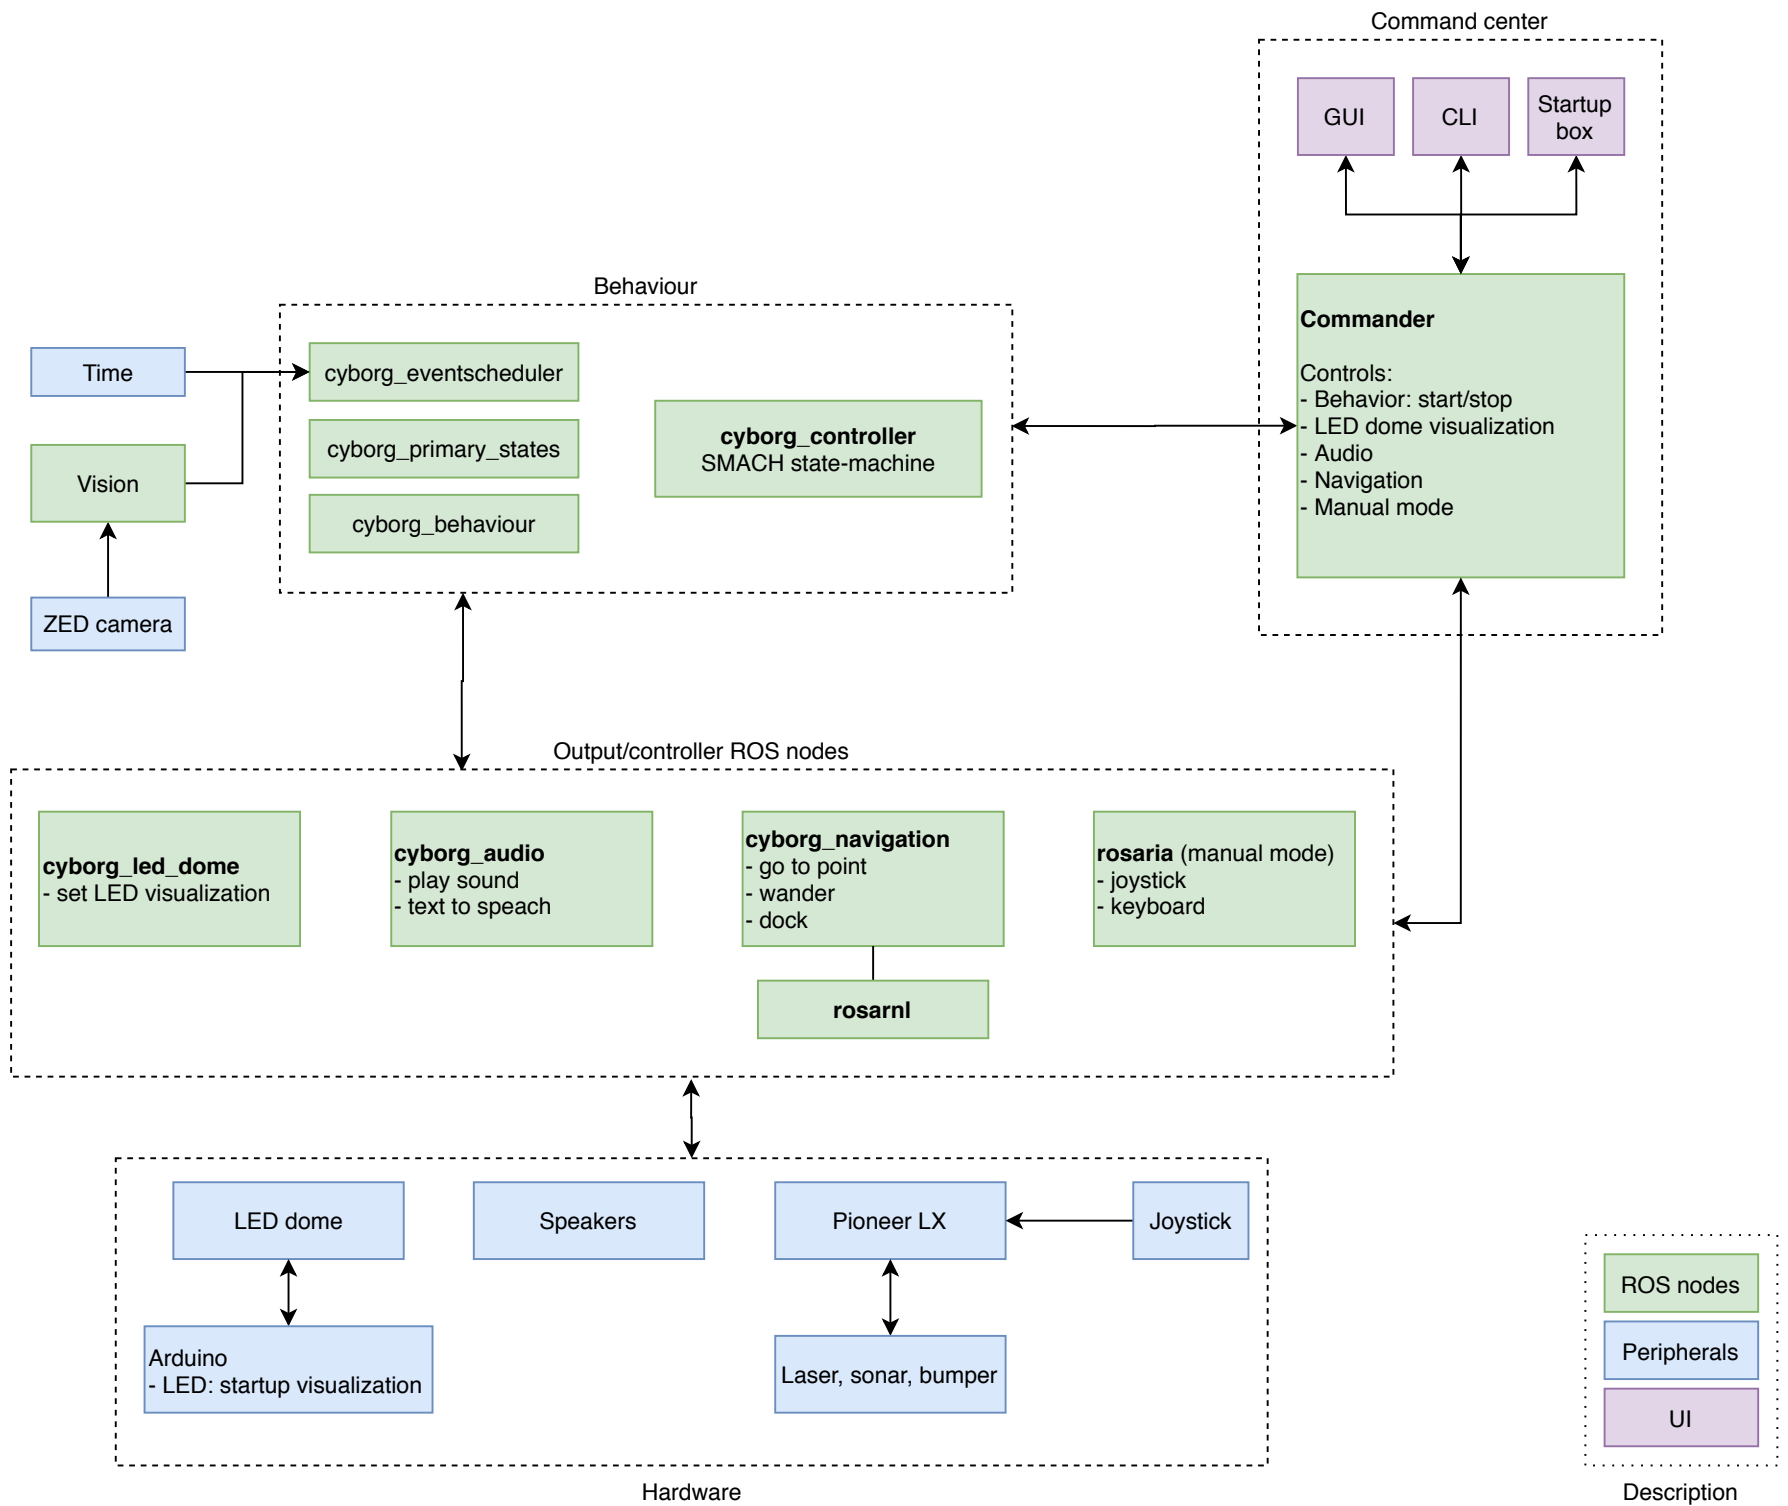 Command center
GUI
CLI
Startup
box
Commander
Controls:
- Behavior: start/stop
- LED dome visualization
- Audio
- Navigation
- Manual mode
Behaviour
Time
Vision
ZED camera
cyborg_eventscheduler
cyborg_primary_states
cyborg_behaviour
cyborg_controller
SMACH state-machine
Output/controller ROS nodes
cyborg_led_dome
- set LED visualization
cyborg_audio
- play sound
- text to speach
cyborg_navigation
- go to point
- wander
- dock
rosarnl
rosaria (manual mode)
- joystick
- keyboard
LED dome
Speakers
Pioneer LX
Joystick
Arduino
- LED: startup visualization
Laser, sonar, bumper
Hardware
ROS nodes
Peripherals
UI
Description